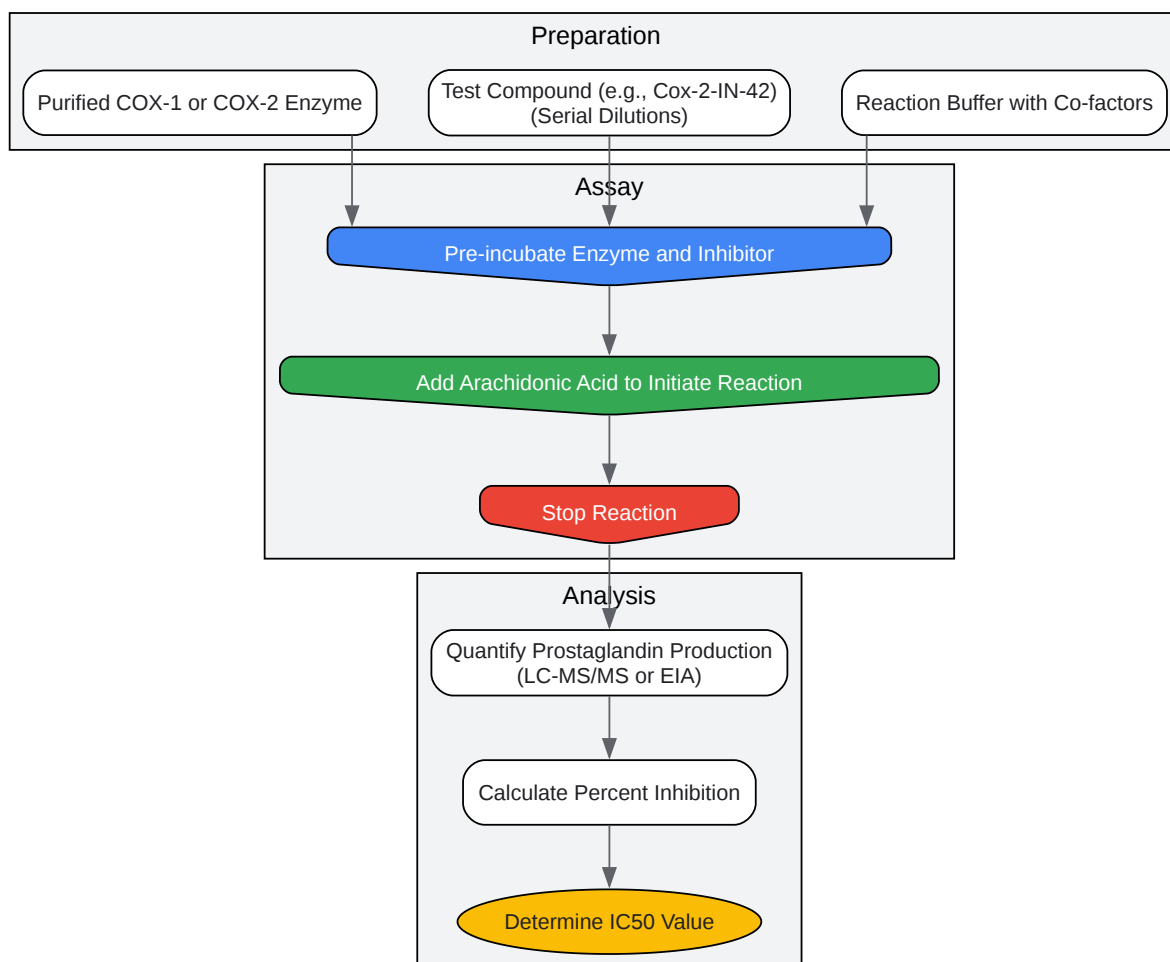 Preparation
Purified COX-1 or COX-2 Enzyme
Test Compound (e.g., Cox-2-IN-42)
(Serial Dilutions)
Reaction Buffer with Co-factors
Assay
Pre-incubate Enzyme and Inhibitor
Add Arachidonic Acid to Initiate Reaction
Stop Reaction
Analysis
Quantify Prostaglandin Production
(LC-MS/MS or EIA)
Calculate Percent Inhibition
Determine IC50 Value